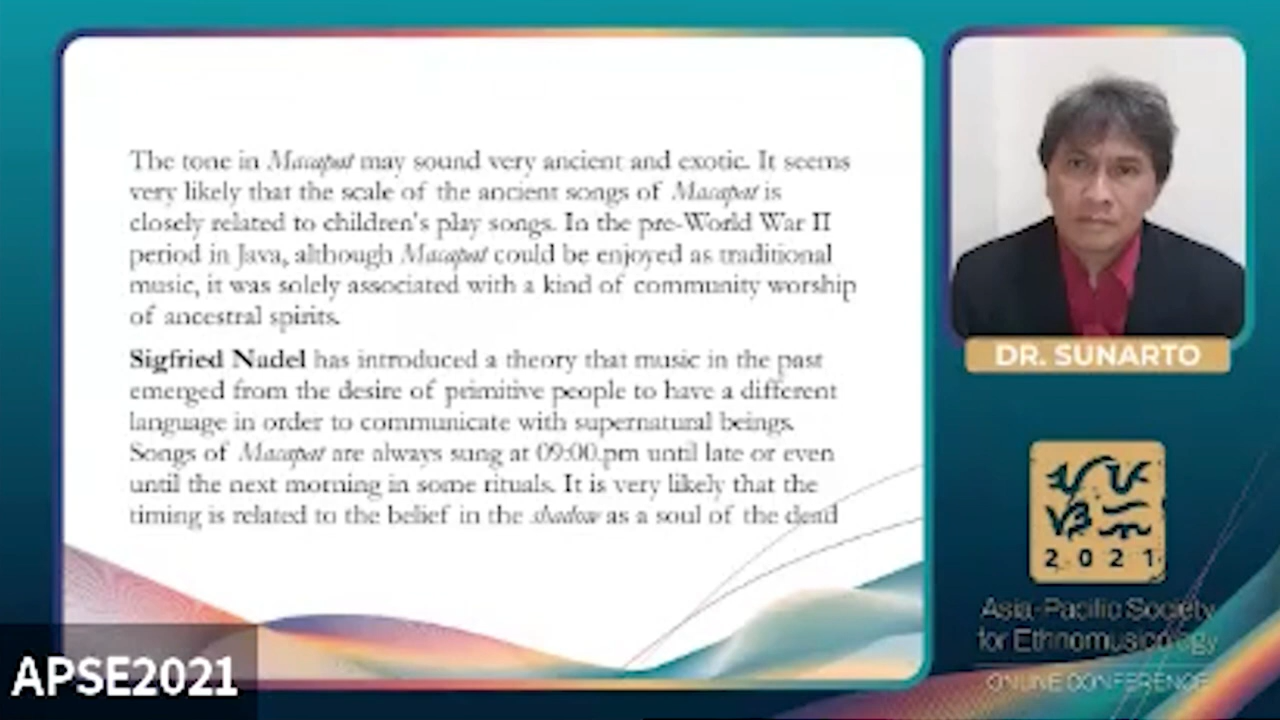 The tone in Macapat may sound very ancient and exotic. It seems
very likely that the scale of the ancient songs of Macapat is
closely related to children's play songs. In the pre-World War II
period in Java, although Macapat could be enjoyed as traditional
music, it was solely associated with a kind of community worship
of ancestral spirits.
Sigfried Nadel has introduced a theory that music in the past
emerged from the desire of primitive people to have a different
language in order to communicate with supernatural beings.
Songs of Macapat are always sung at 09:00.pm until late or even
until the next morning in some rituals. It is very likely that the
timing is related to the belief in the shadow as a soul of the dead
DR. SUNARTO
2021
Asia-Pacific Society
for Ethnomusicology
ONLINE CONFERENCE
APSE2021